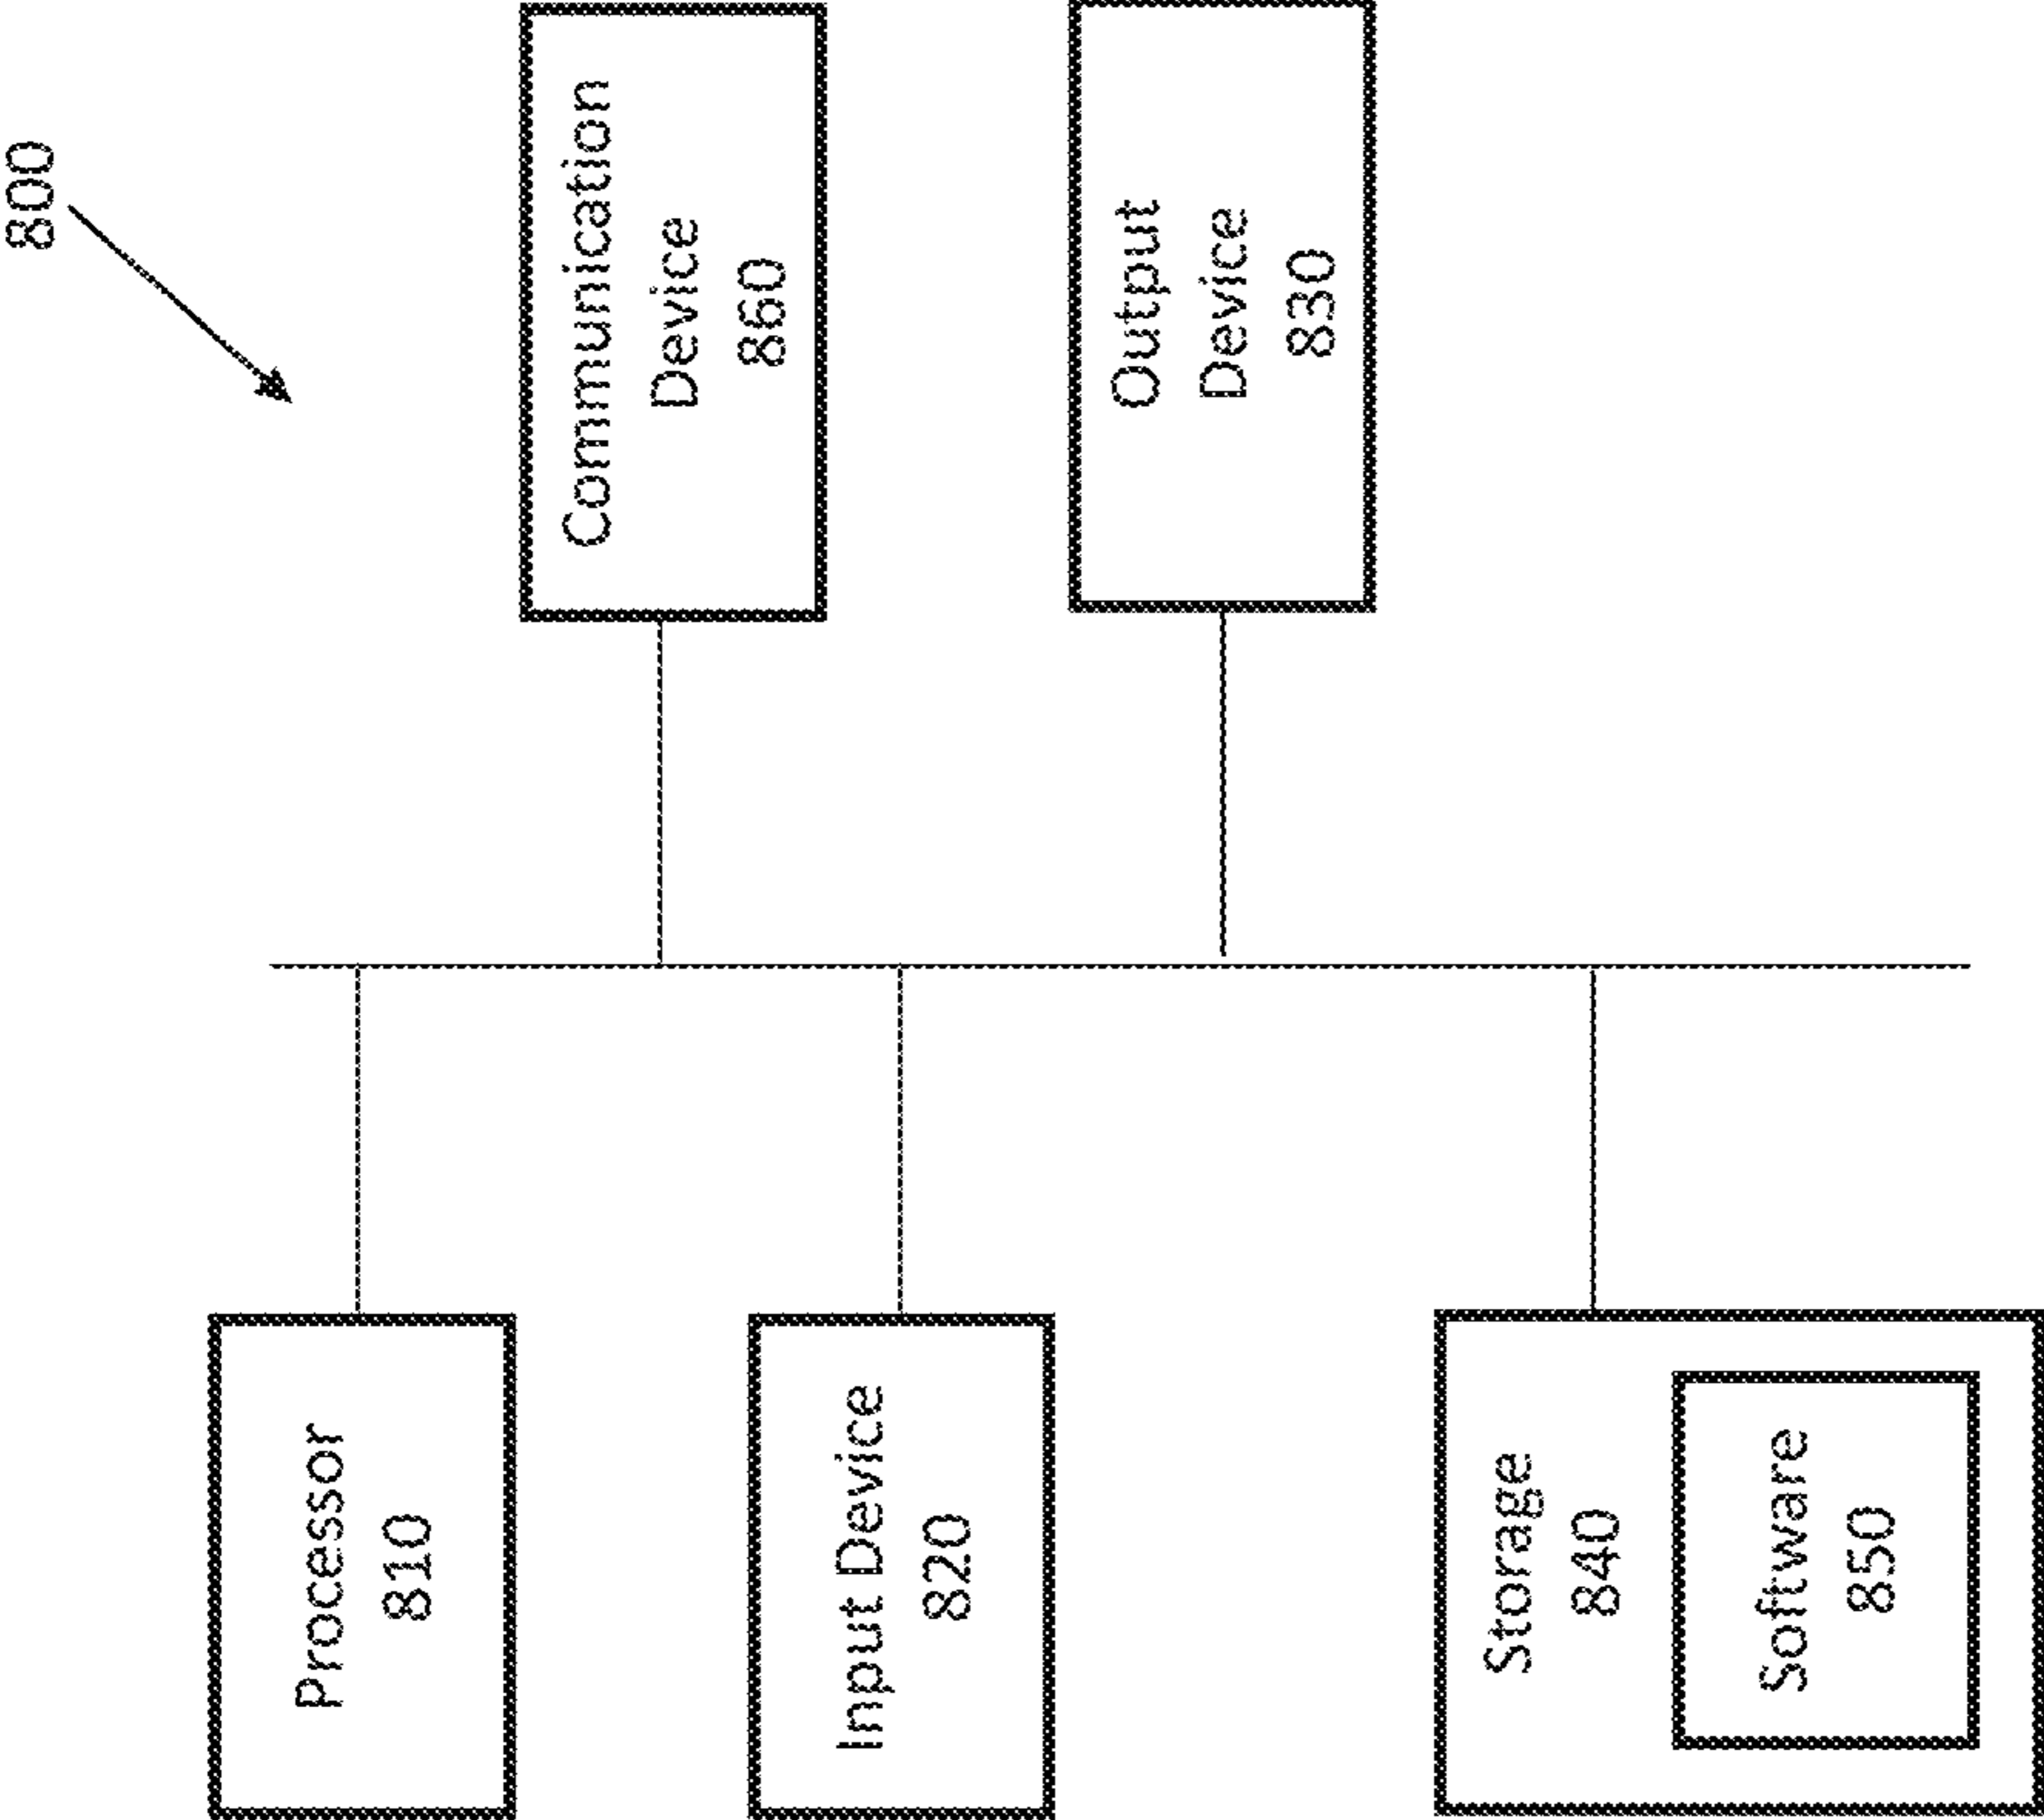 800
Processor
810
Communication
Device
860
Input Device
820
Output
Device
830
Storage
840
Software
850